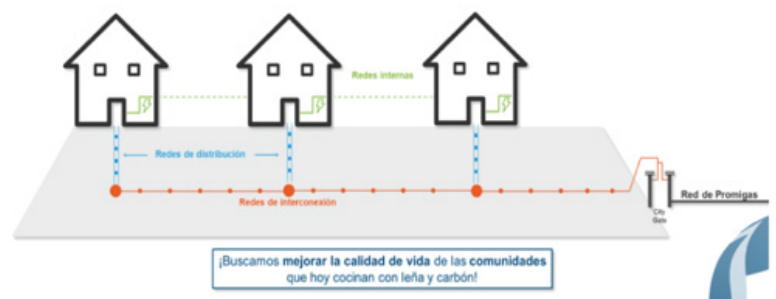 Redes internas
Redes de distribución
Redes de interconexión
City
Gate
Red de Promigas
¡Buscamos mejorar la calidad de vida de las comunidades
que hoy cocinan con leña y carbón!